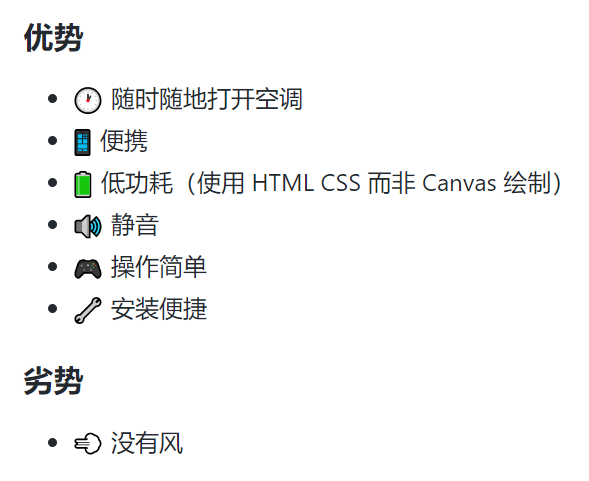 优势
🕐 随时随地打开空调
📱 便携
🔋 低功耗（使用 HTML CSS 而非 Canvas 绘制）
🔊 静音
🎮 操作简单
🔧 安装便捷
劣势
💨 没有风